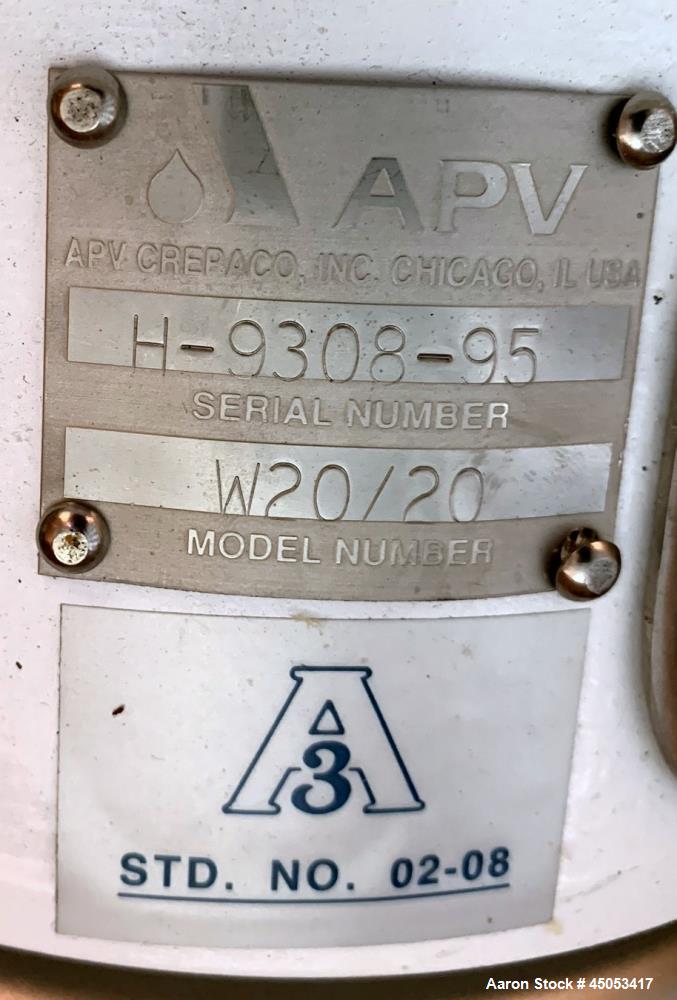 APV
APV CREPACO, INC. CHICAGO, IL USA
H-9308-95
SERIAL NUMBER
W20/20
MODEL NUMBER
A
3
STD. NO. 02-08
Aaron Stock # 45053417